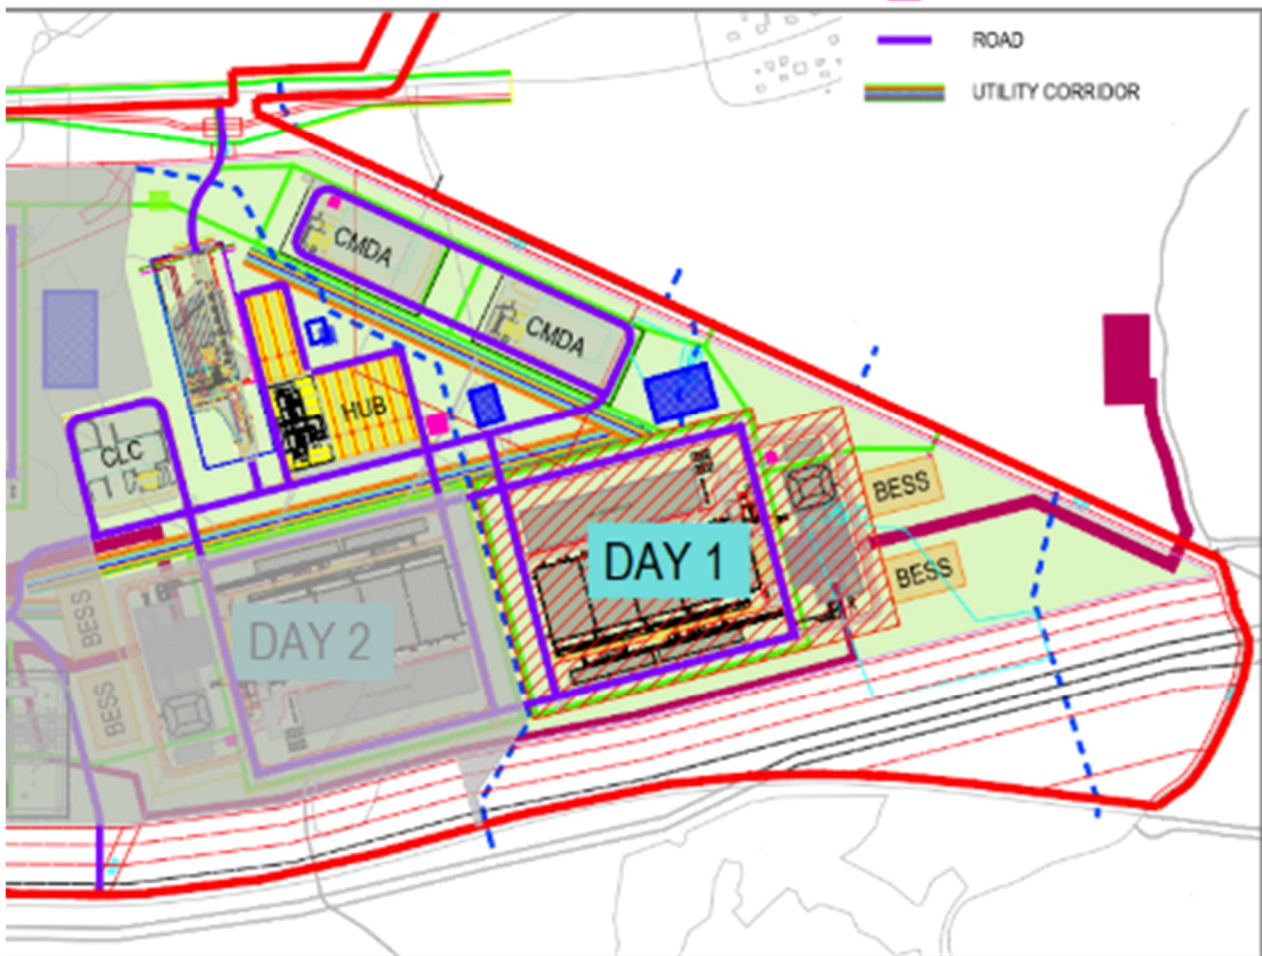 ROAD
UTILITY CORRIDOR
CMDA
CMDA
HUB
CLC
BESS
DAY 1
BESS
BESS
DAY 2
BESS